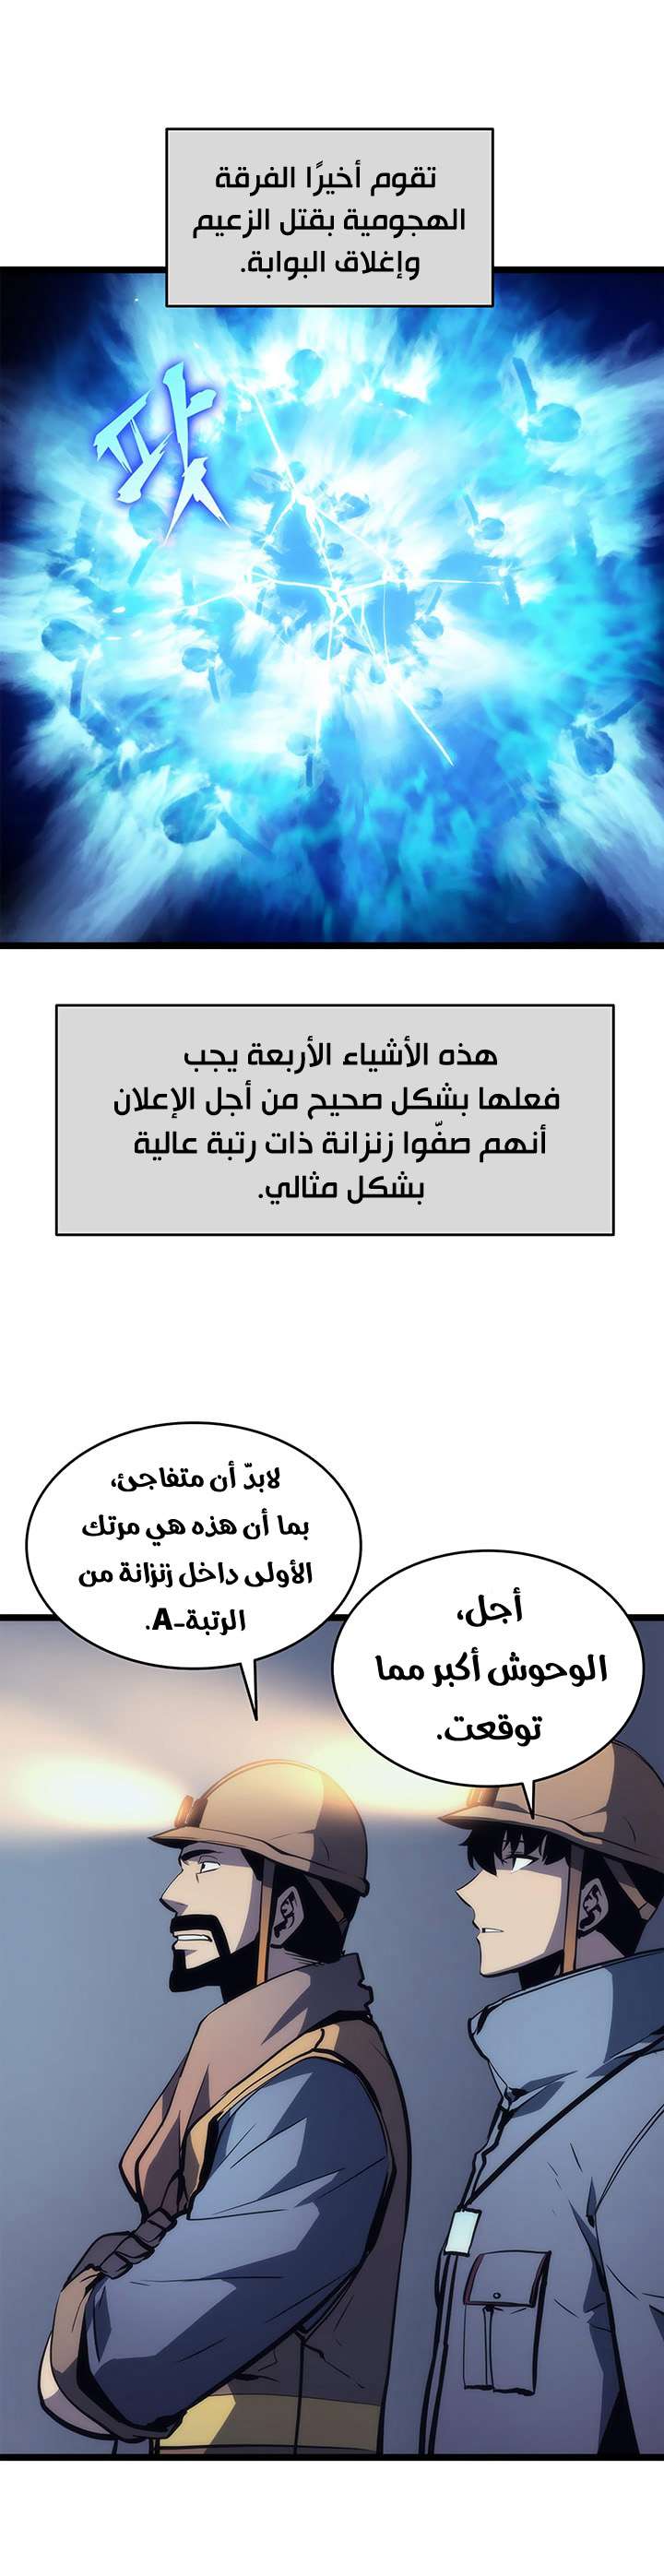 تقوم أخيرًا الفرقة
الهجومية بقتل الزعيم
وإغلاق البوابة.
팟
هذه الأشياء الأربعة يجب
فعلها بشكل صحيح من أجل الإعلان
أنهم صفّوا زنزانة ذات رتبة عالية
بشكل مثالي.
لابدّ أن متفاجئ،
بما أن هذه هي مرتك
الأولى داخل زنزانة من
الرتبة-A.
أجل،
الوحوش أكبر مما
توقعت.